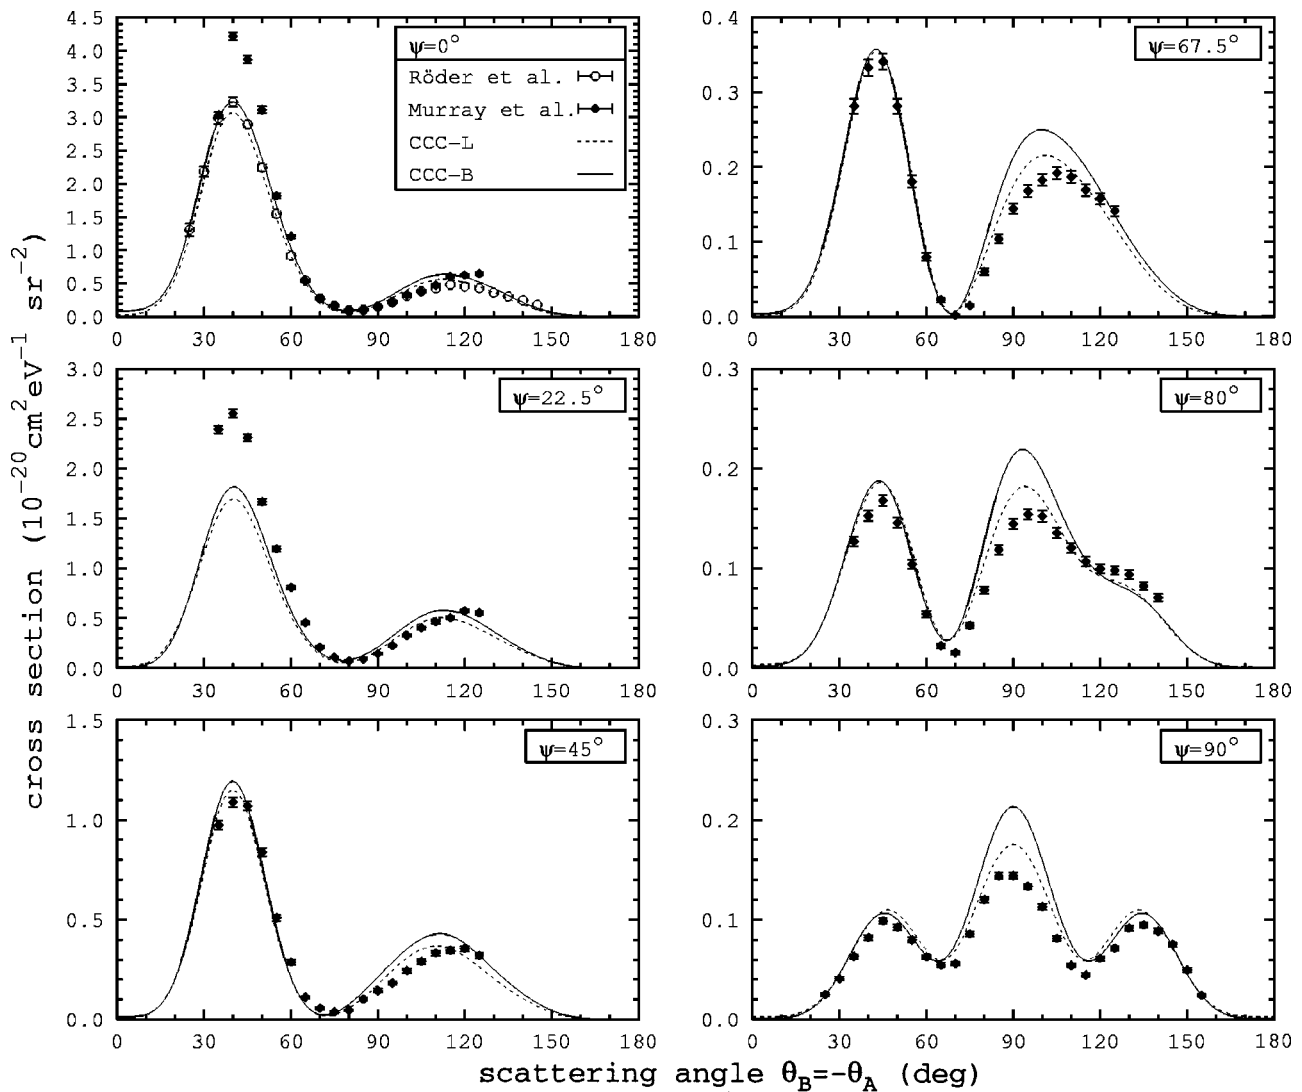 cross section (10⁻²⁰cm²eV⁻¹ sr⁻²)
4.5
4.0
3.5
3.0
2.5
2.0
1.5
1.0
0.5
0.0
0 30 60 90 120 150 180
ψ=0°
Röder et al.
Murray et al.
CCC-L
CCC-B
0.4
0.3
0.2
0.1
0.0
0 30 60 90 120 150 180
ψ=67.5°
3.0
2.5
2.0
1.5
1.0
0.5
0.0
0 30 60 90 120 150 180
ψ=22.5°
0.3
0.2
0.1
0.0
0 30 60 90 120 150 180
ψ=80°
1.5
1.0
0.5
0.0
0 30 60 90 120 150 180
ψ=45°
0.3
0.2
0.1
0.0
0 30 60 90 120 150 180
ψ=90°
scattering angle θ_B=-θ_A (deg)